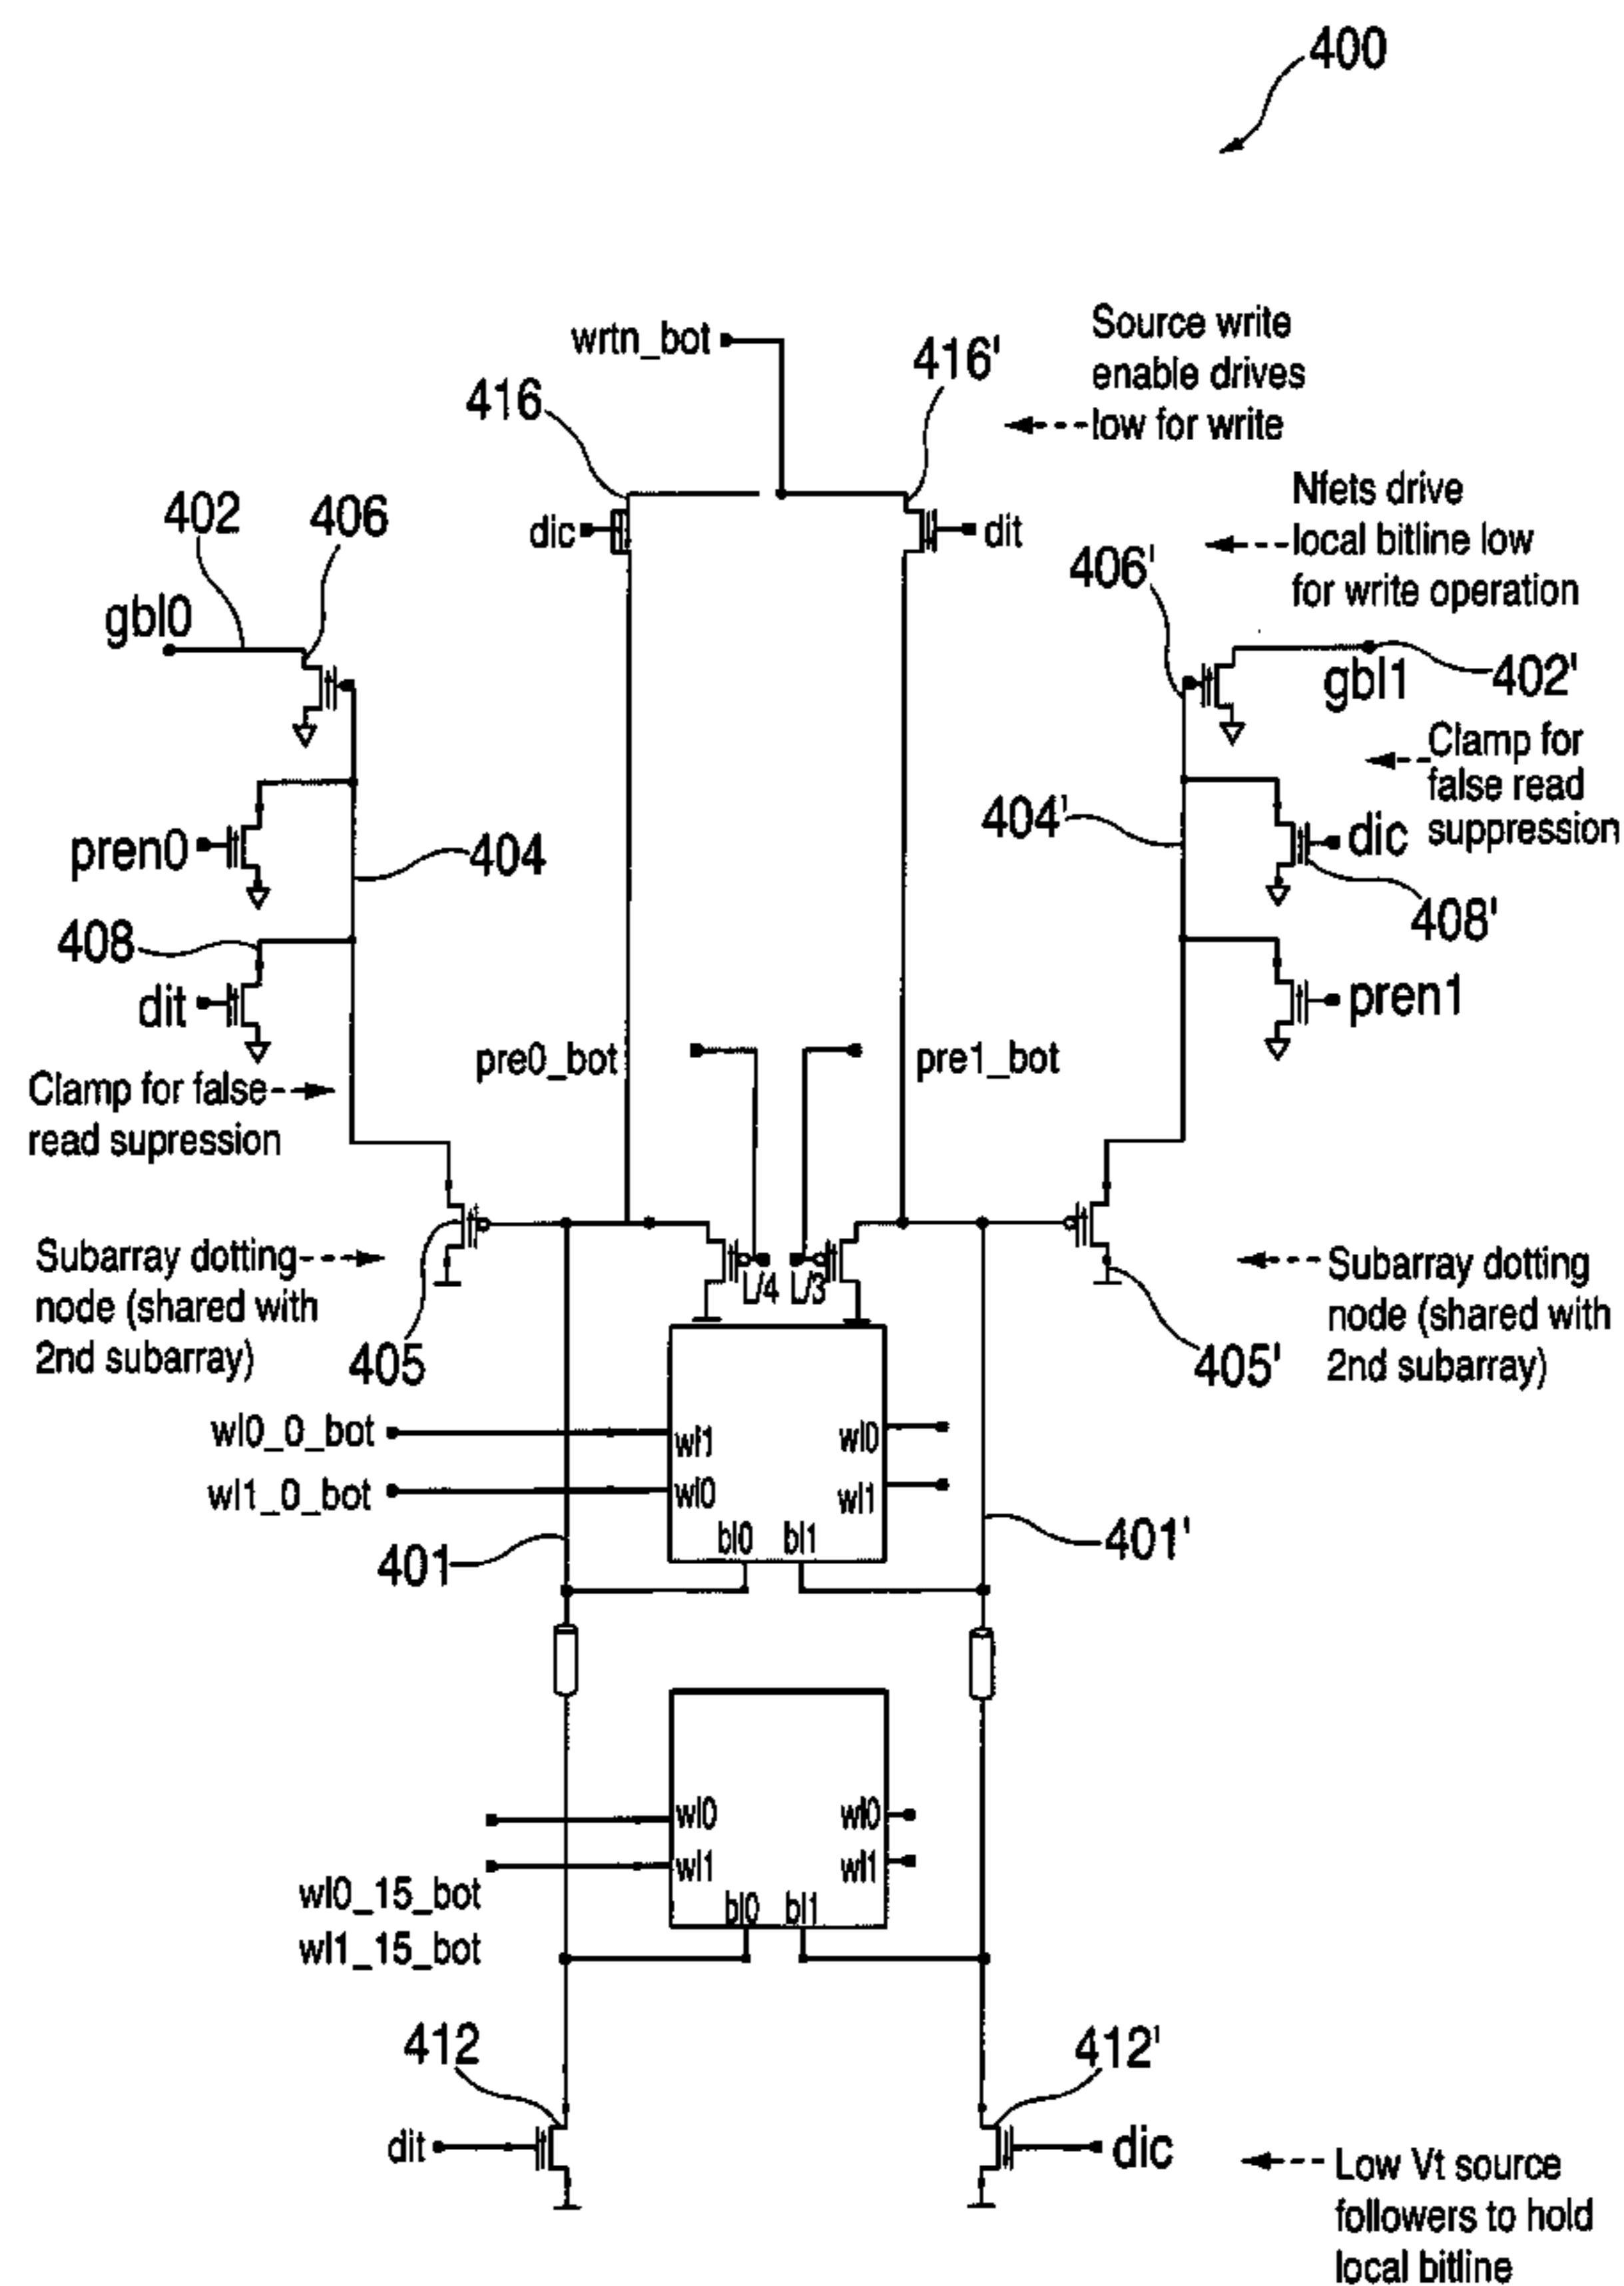 400
wrtn_bot
416
416'
Source write
enable drives
low for write
402
406
dic
dit
406'
Nfets drive
local bitline low
for write operation
gbl0
gbl1
402'
pren0
404
404'
dic
Clamp for
false read
suppression
408
408'
dit
pren1
pre0_bot
pre1_bot
Clamp for false
read supression
Subarray dotting
node (shared with
2nd subarray)
405
L/4
L/3
405'
Subarray dotting
node (shared with
2nd subarray)
wl0_0_bot
wl1
wl0
wl1_0_bot
wl0
wl1
bl0
bl1
401
401'
wl0
wl0
wl1
wl1
wl0_15_bot
bl0
bl1
wl1_15_bot
412
412'
dit
dic
Low Vt source
followers to hold
local bitline